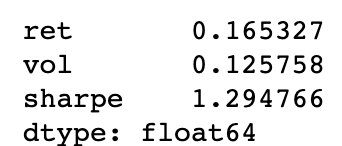 ret 0.165327
vol 0.125758
sharpe 1.294766
dtype: float64